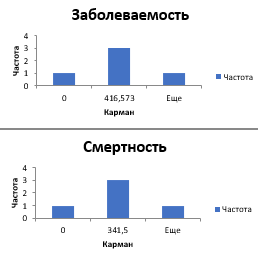 Заболеваемость
4
3
2
1
0
Частота
0 416,573 Еще
Карман
Частота
Смертность
4
3
2
1
0
Частота
0 341,5 Еще
Карман
Частота